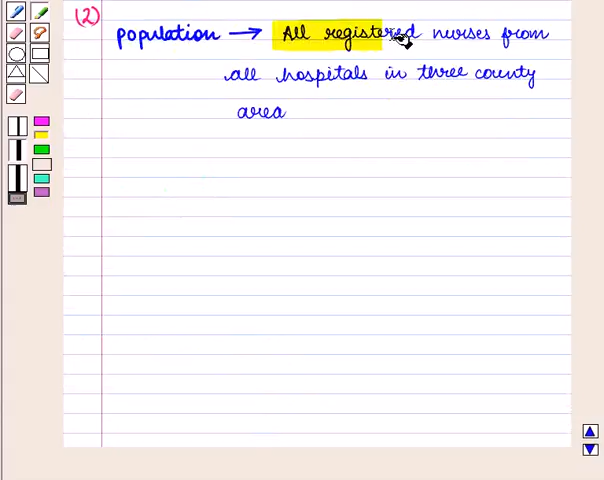 (2)
population → All registered nurses from
all hospitals in three county
area